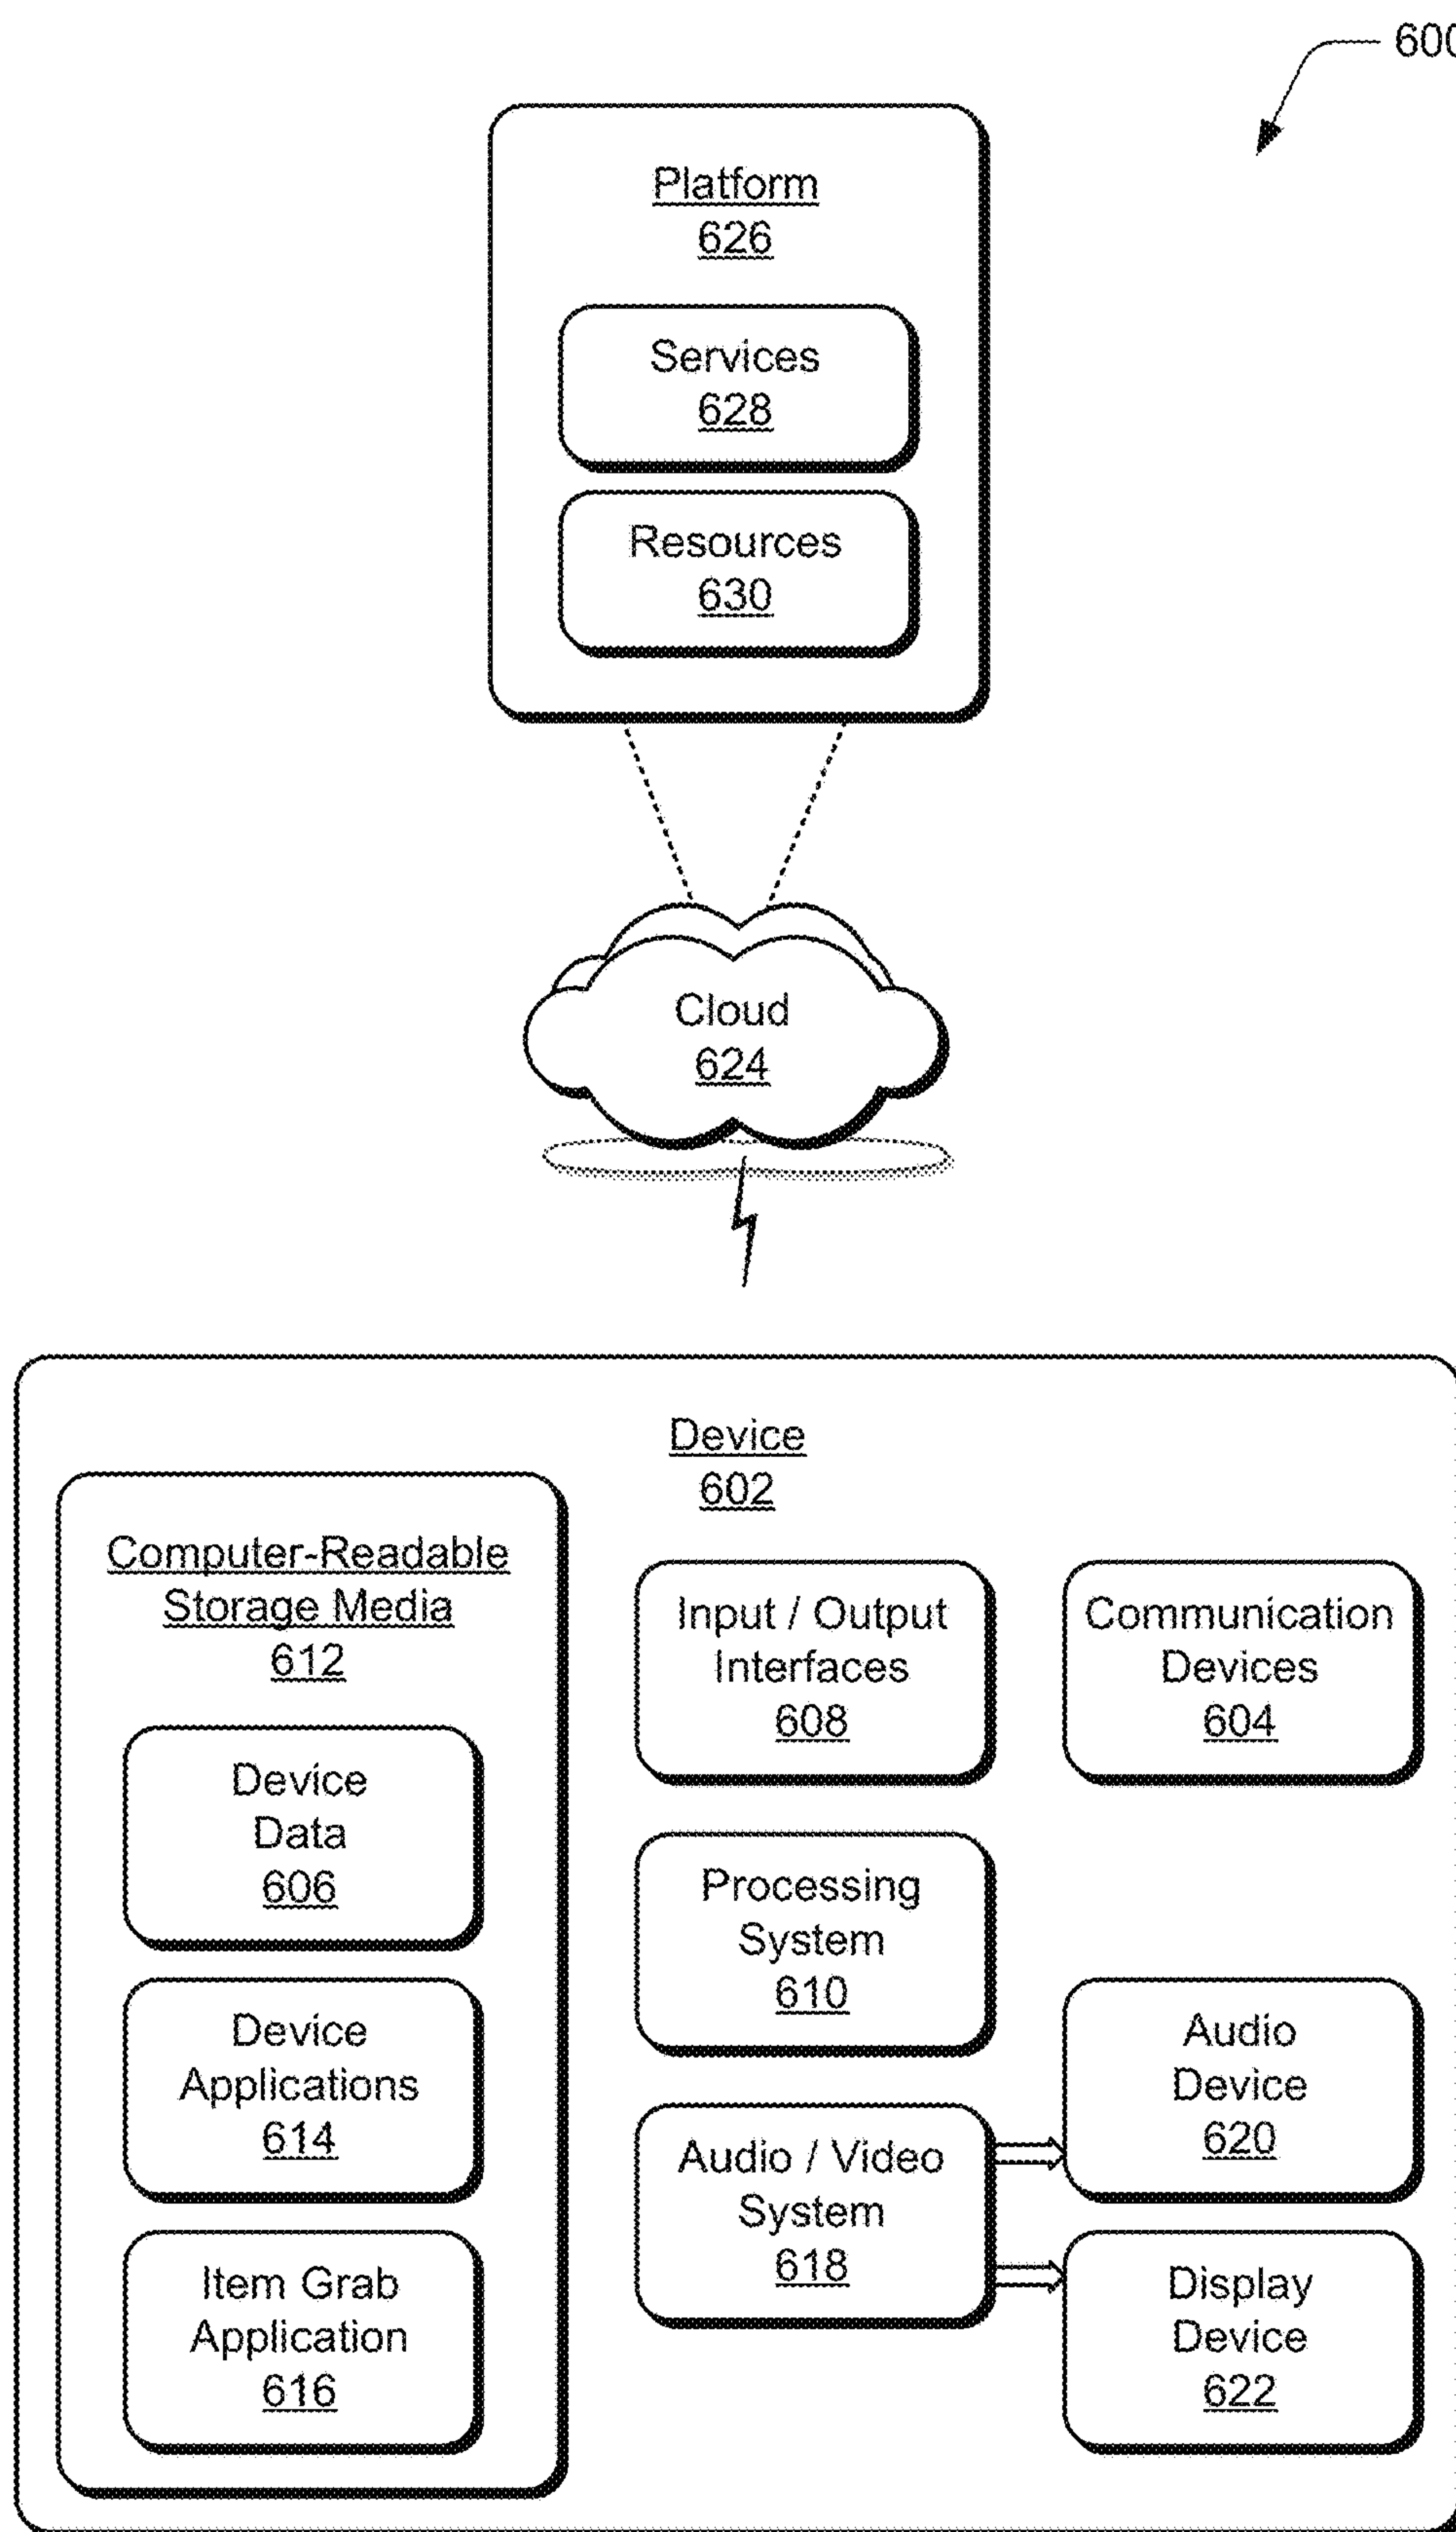 600
Platform
626
Services
628
Resources
630
Cloud
624
Device
602
Computer-Readable
Storage Media
612
Device
Data
606
Device
Applications
614
Item Grab
Application
616
Input / Output
Interfaces
608
Processing
System
610
Audio / Video
System
618
Communication
Devices
604
Audio
Device
620
Display
Device
622